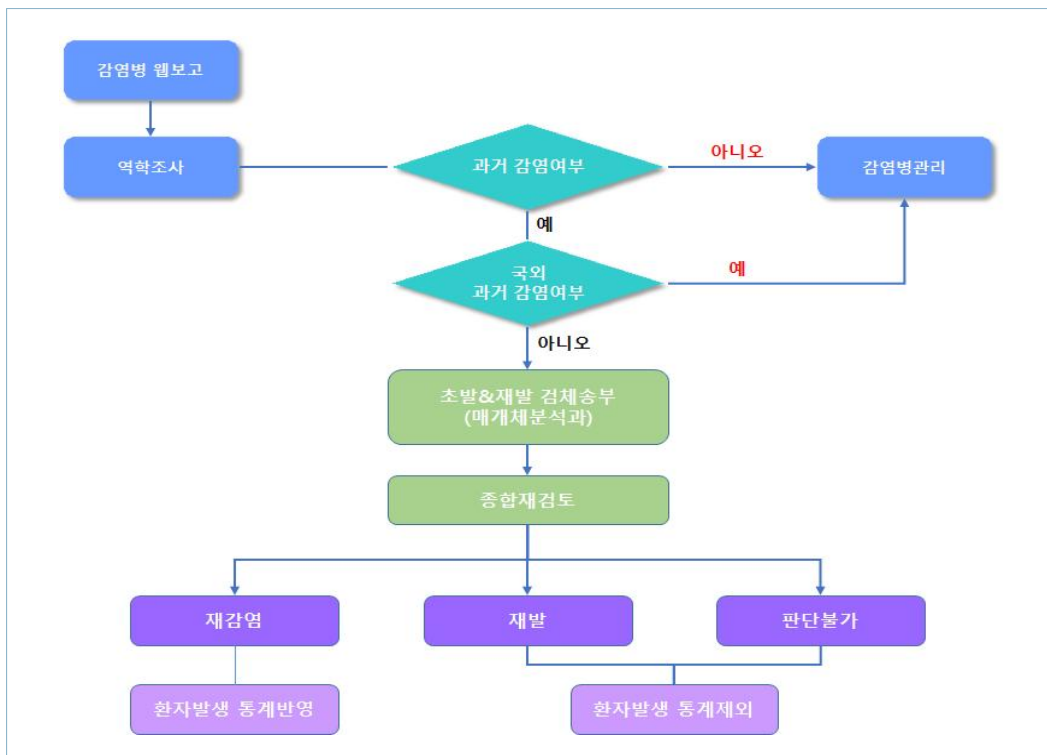 감염병 웹보고
역학조사
과거 감염여부
아니오
감염병관리
예
국외
과거 감염여부
예
아니오
초발&재발 검체송부
(매개체분석과)
종합재검토
재감염
재발
판단불가
환자발생 통계반영
환자발생 통계제외